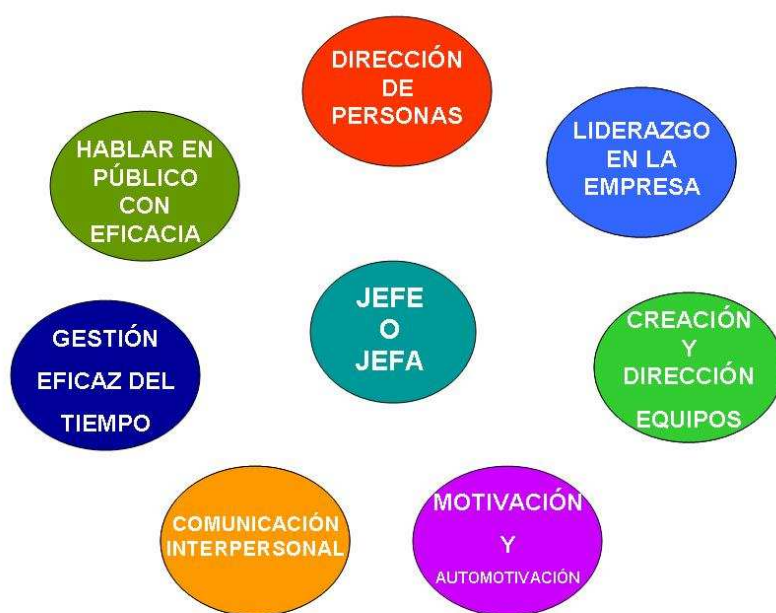 DIRECCIÓN
DE
PERSONAS
LIDERAZGO
EN LA
EMPRESA
HABLAR EN
PÚBLICO
CON
EFICACIA
JEFE
O
JEFA
CREACIÓN
Y
DIRECCIÓN
EQUIPOS
GESTIÓN
EFICAZ DEL
TIEMPO
COMUNICACIÓN
INTERPERSONAL
MOTIVACIÓN
Y
AUTOMOTIVACIÓN